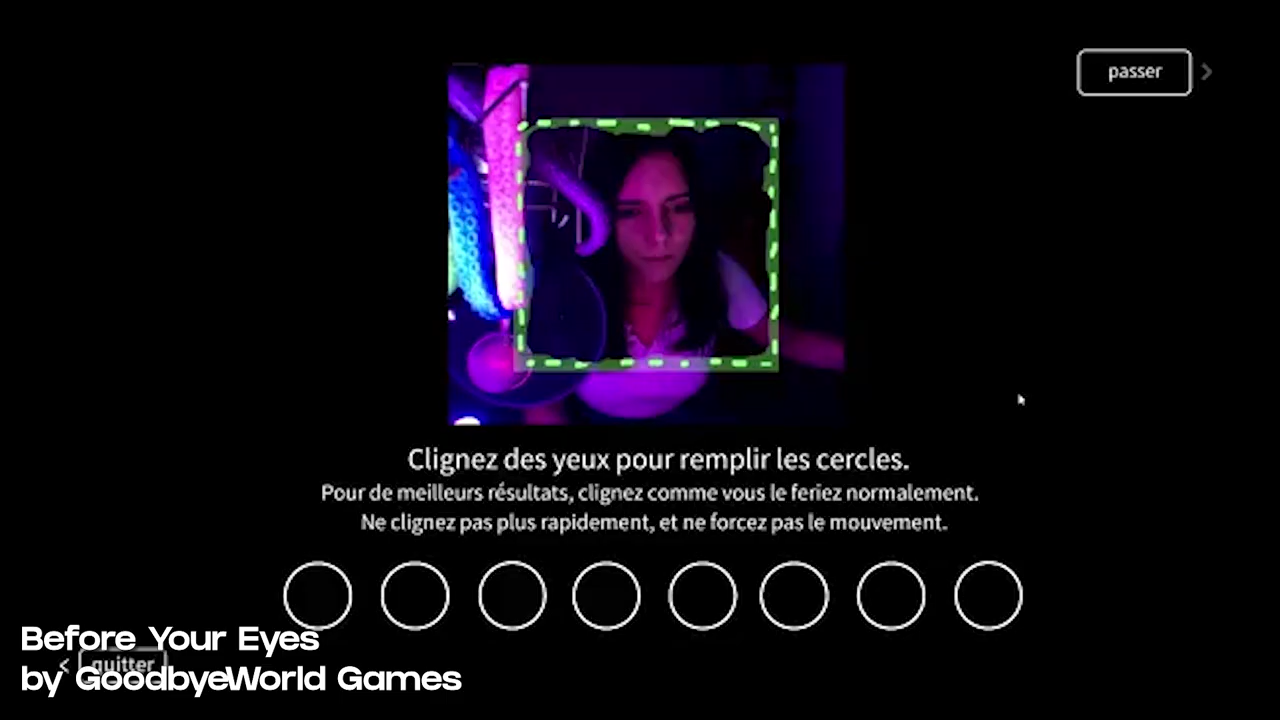 passer
Clignez des yeux pour remplir les cercles.
Pour de meilleurs résultats, clignez comme vous le feriez normalement.
Ne clignez pas plus rapidement, et ne forcez pas le mouvement.
Before Your Eyes
quitter
by GoodbyeWorld Games